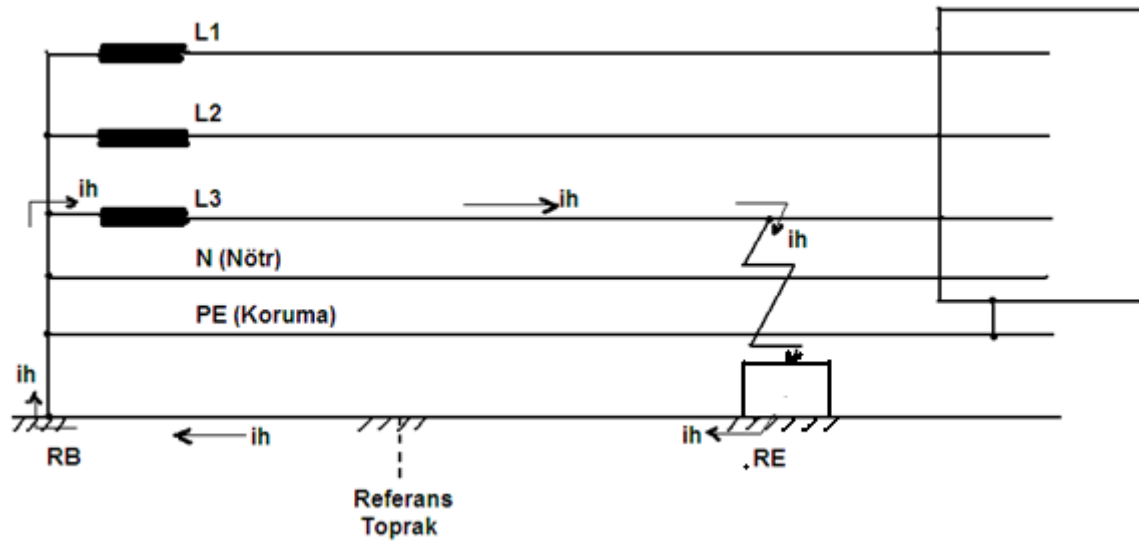 L1
L2
ih
L3
ih
ih
N (Nötr)
PE (Koruma)
ih
ih
ih
RB
RE
Referans
Toprak